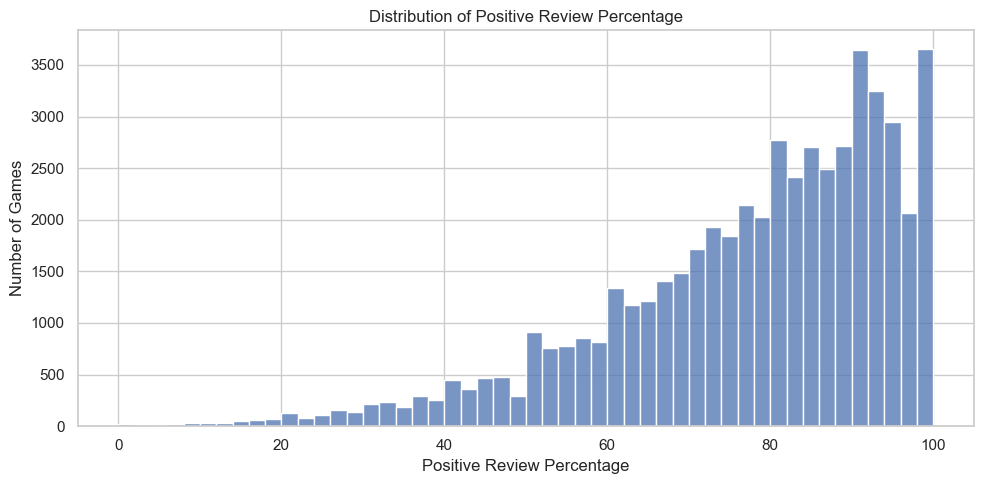 Distribution of Positive Review Percentage
3500
3000
2500
2000
1500
1000
500
0
Number of Games
0 20 40 60 80 100
Positive Review Percentage